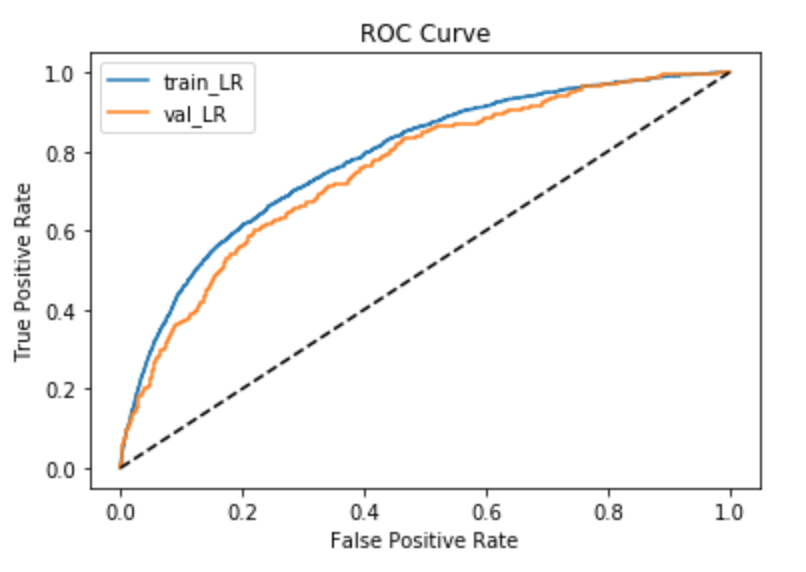 ROC Curve
train_LR
val_LR
1.0
0.8
0.6
0.4
0.2
0.0
True Positive Rate
0.0 0.2 0.4 0.6 0.8 1.0
False Positive Rate